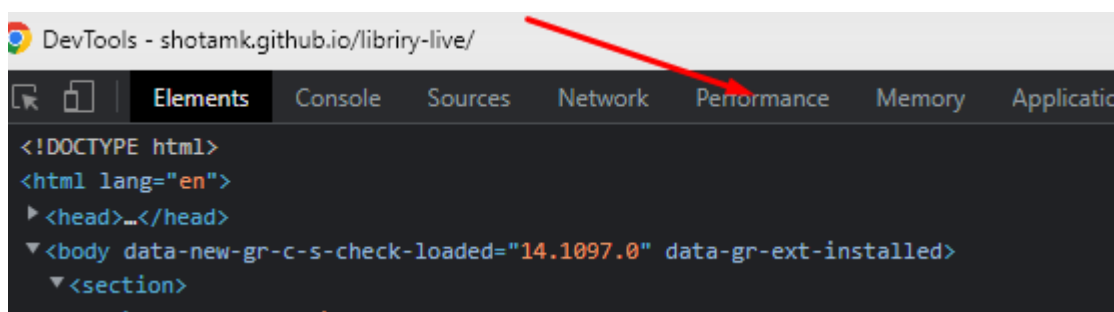 DevTools - shotamk.github.io/libriry-live/
Elements Console Sources Network Performance Memory Applicatio
<!DOCTYPE html>
<html lang="en">
<head>…</head>
<body data-new-gr-c-s-check-loaded="14.1097.0" data-gr-ext-installed>
<section>